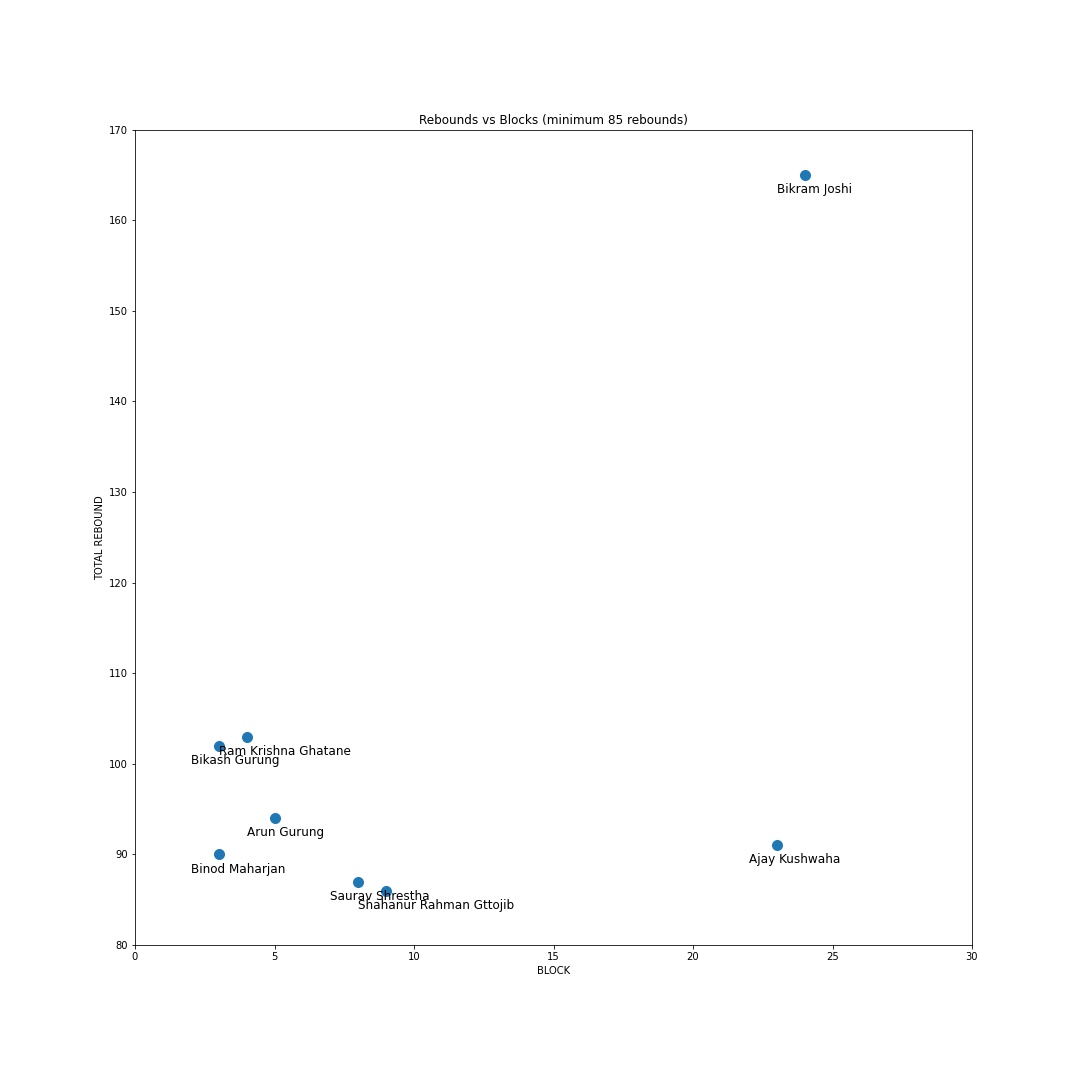 Rebounds vs Blocks (minimum 85 rebounds)
170
Bikram Joshi
160
150
140
130
TOTAL REBOUND
120
110
Ram Krishna Ghatane
Bikash Gurung
100
Arun Gurung
90
Ajay Kushwaha
Binod Maharjan
Saurav Shrestha
Shahanur Rahman Gttojib
80
0 5 10 15 20 25 30
BLOCK